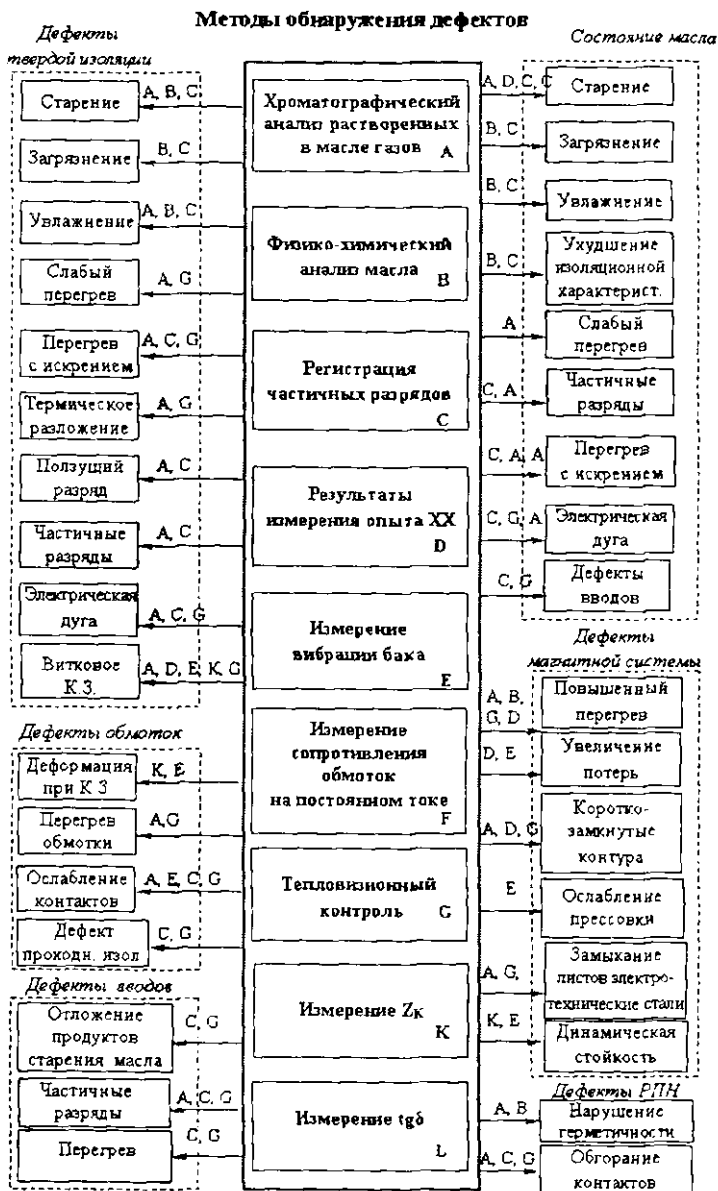 Методы обнаружения дефектов
Дефекты
твердой изоляции
Старение
A, B, C
Загрязнение
B, C
Увлажнение
A, B, C
Слабый
перегрев
A, G
Перегрев
с искрением
A, C, G
Термическое
разложение
A, G
Ползущий
разряд
A, C
Частичные
разряды
A, C
Электрическая
дуга
A, C, G
Витковое
К.З.
A, D, E, K, G
Дефекты обмоток
Деформация
при К З
K, E
Перегрев
обмотки
A,G
Ослабление
контактов
A, E, C, G
Дефект
проходн. изол
C, G
Дефекты вводов
Отложение
продуктов
старения масла
C, G
Частичные
разряды
A, C, G
Перегрев
C, G
Хроматографический
анализ растворенных
в масле газов
A
Физико-химический
анализ масла
B
Регистрация
частичных разрядов
C
Результаты
измерения опыта XX
D
Измерение
вибрации бака
E
Измерение
сопротивления
обмоток
на постоянном токе
F
Тепловизионный
контроль
G
Измерение Zк
K
Измерение tgδ
L
Состояние масла
A, D, C, C
Старение
B, C
Загрязнение
B, C
Увлажнение
B, C
Ухудшение
изоляционной
характерист.
A
Слабый
перегрев
C, A
Частичные
разряды
C, A, A
Перегрев
с искрением
C, G, A
Электрическая
дуга
C, G
Дефекты
вводов
Дефекты
магнитной системы
A, B,
G, D
Повышенный
перегрев
D, E
Увеличение
потерь
A, D, G
Коротко-
замкнутые
контура
E
Ослабление
прессовки
A, G,
Замыкание
листов электро-
технические стали
K, E
Динамическая
стойкость
Дефекты РПН
A, B
Нарушение
герметичности
A, C, G
Обгорание
контактов